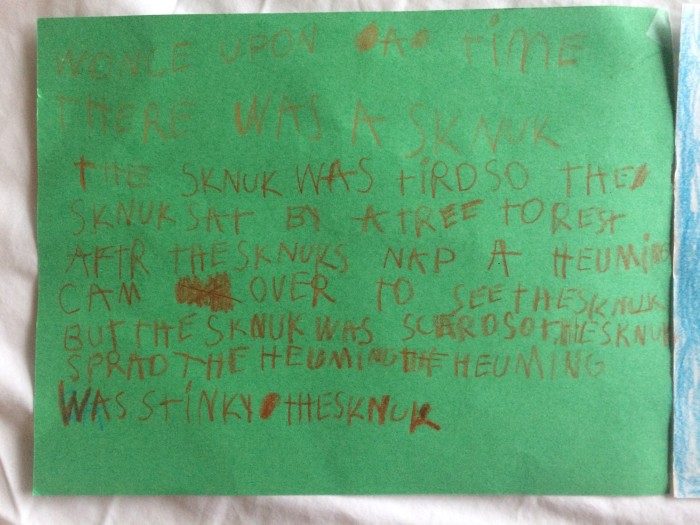 WONCE UPON A TIME
THERE WAS A SKNUK
THE SKNUK WAS TIRD SO THE
SKNUK SAT BY A TREE TO REST
AFTR THE SKNUKS NAP A HEUMING
CAM OVER TO SEE THE SKNUK
BUT THE SKNUK WAS SCARD SO THE SKNUK
SPRAD THE HEUMING THE HEUMING
WAS STINKY THE SKNUK